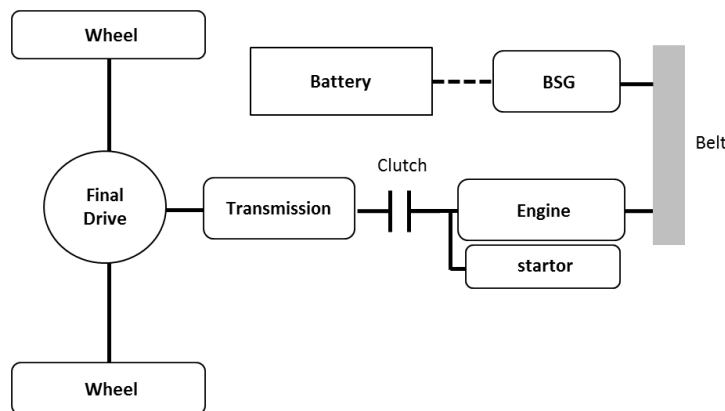 Wheel
Battery
BSG
Belt
Clutch
Final
Drive
Transmission
Engine
startor
Wheel